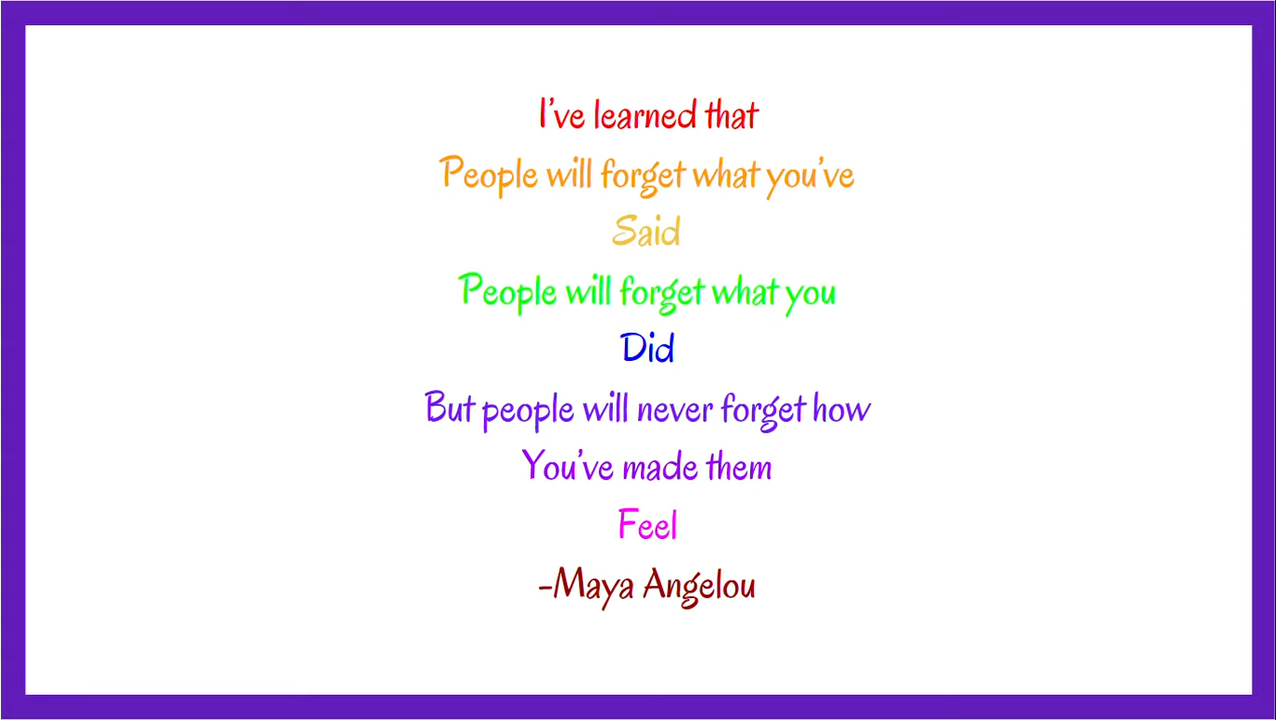 I've learned that
People will forget what you've
Said
People will forget what you
Did
But people will never forget how
You've made them
Feel
-Maya Angelou